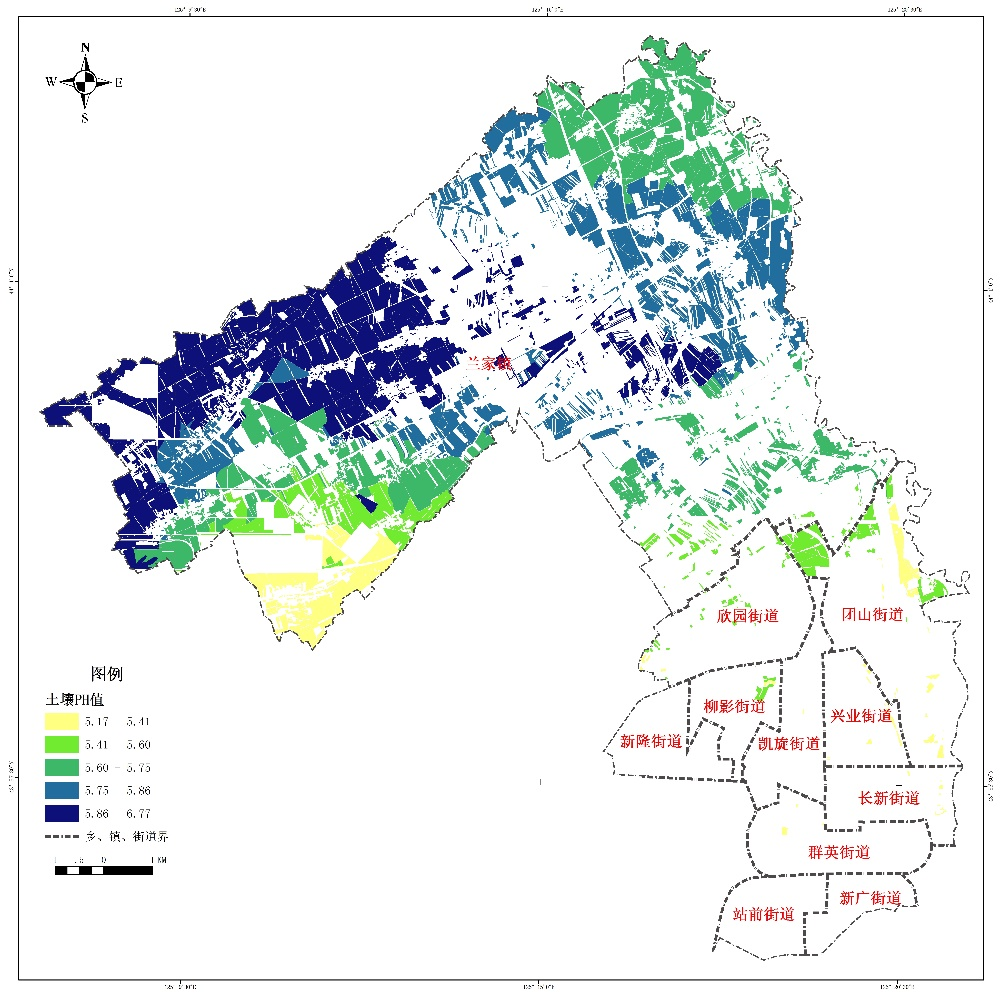 N
W E
S
兰家镇
欣园街道
团山街道
柳影街道
兴业街道
新隆街道
凯旋街道
长新街道
群英街道
站前街道
新广街道
图例
土壤PH值
5.17 - 5.41
5.41 - 5.60
5.60 - 5.75
5.75 - 5.86
5.86 - 6.77
乡、镇、街道界